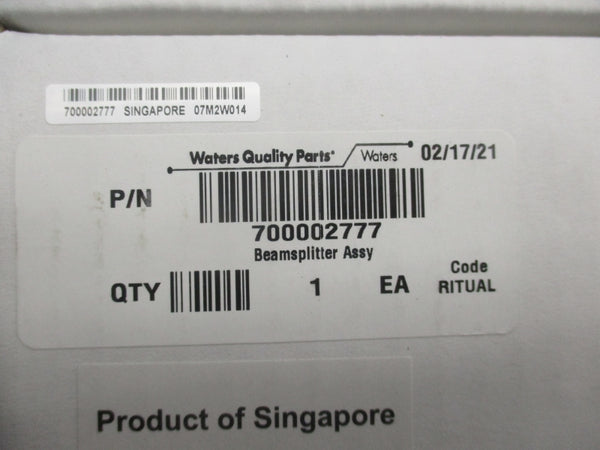 700002777 SINGAPORE 07M2W014
Waters Quality Parts® Waters 02/17/21
P/N
700002777
Beamsplitter Assy
QTY 1 EA Code
RITUAL
Product of Singapore